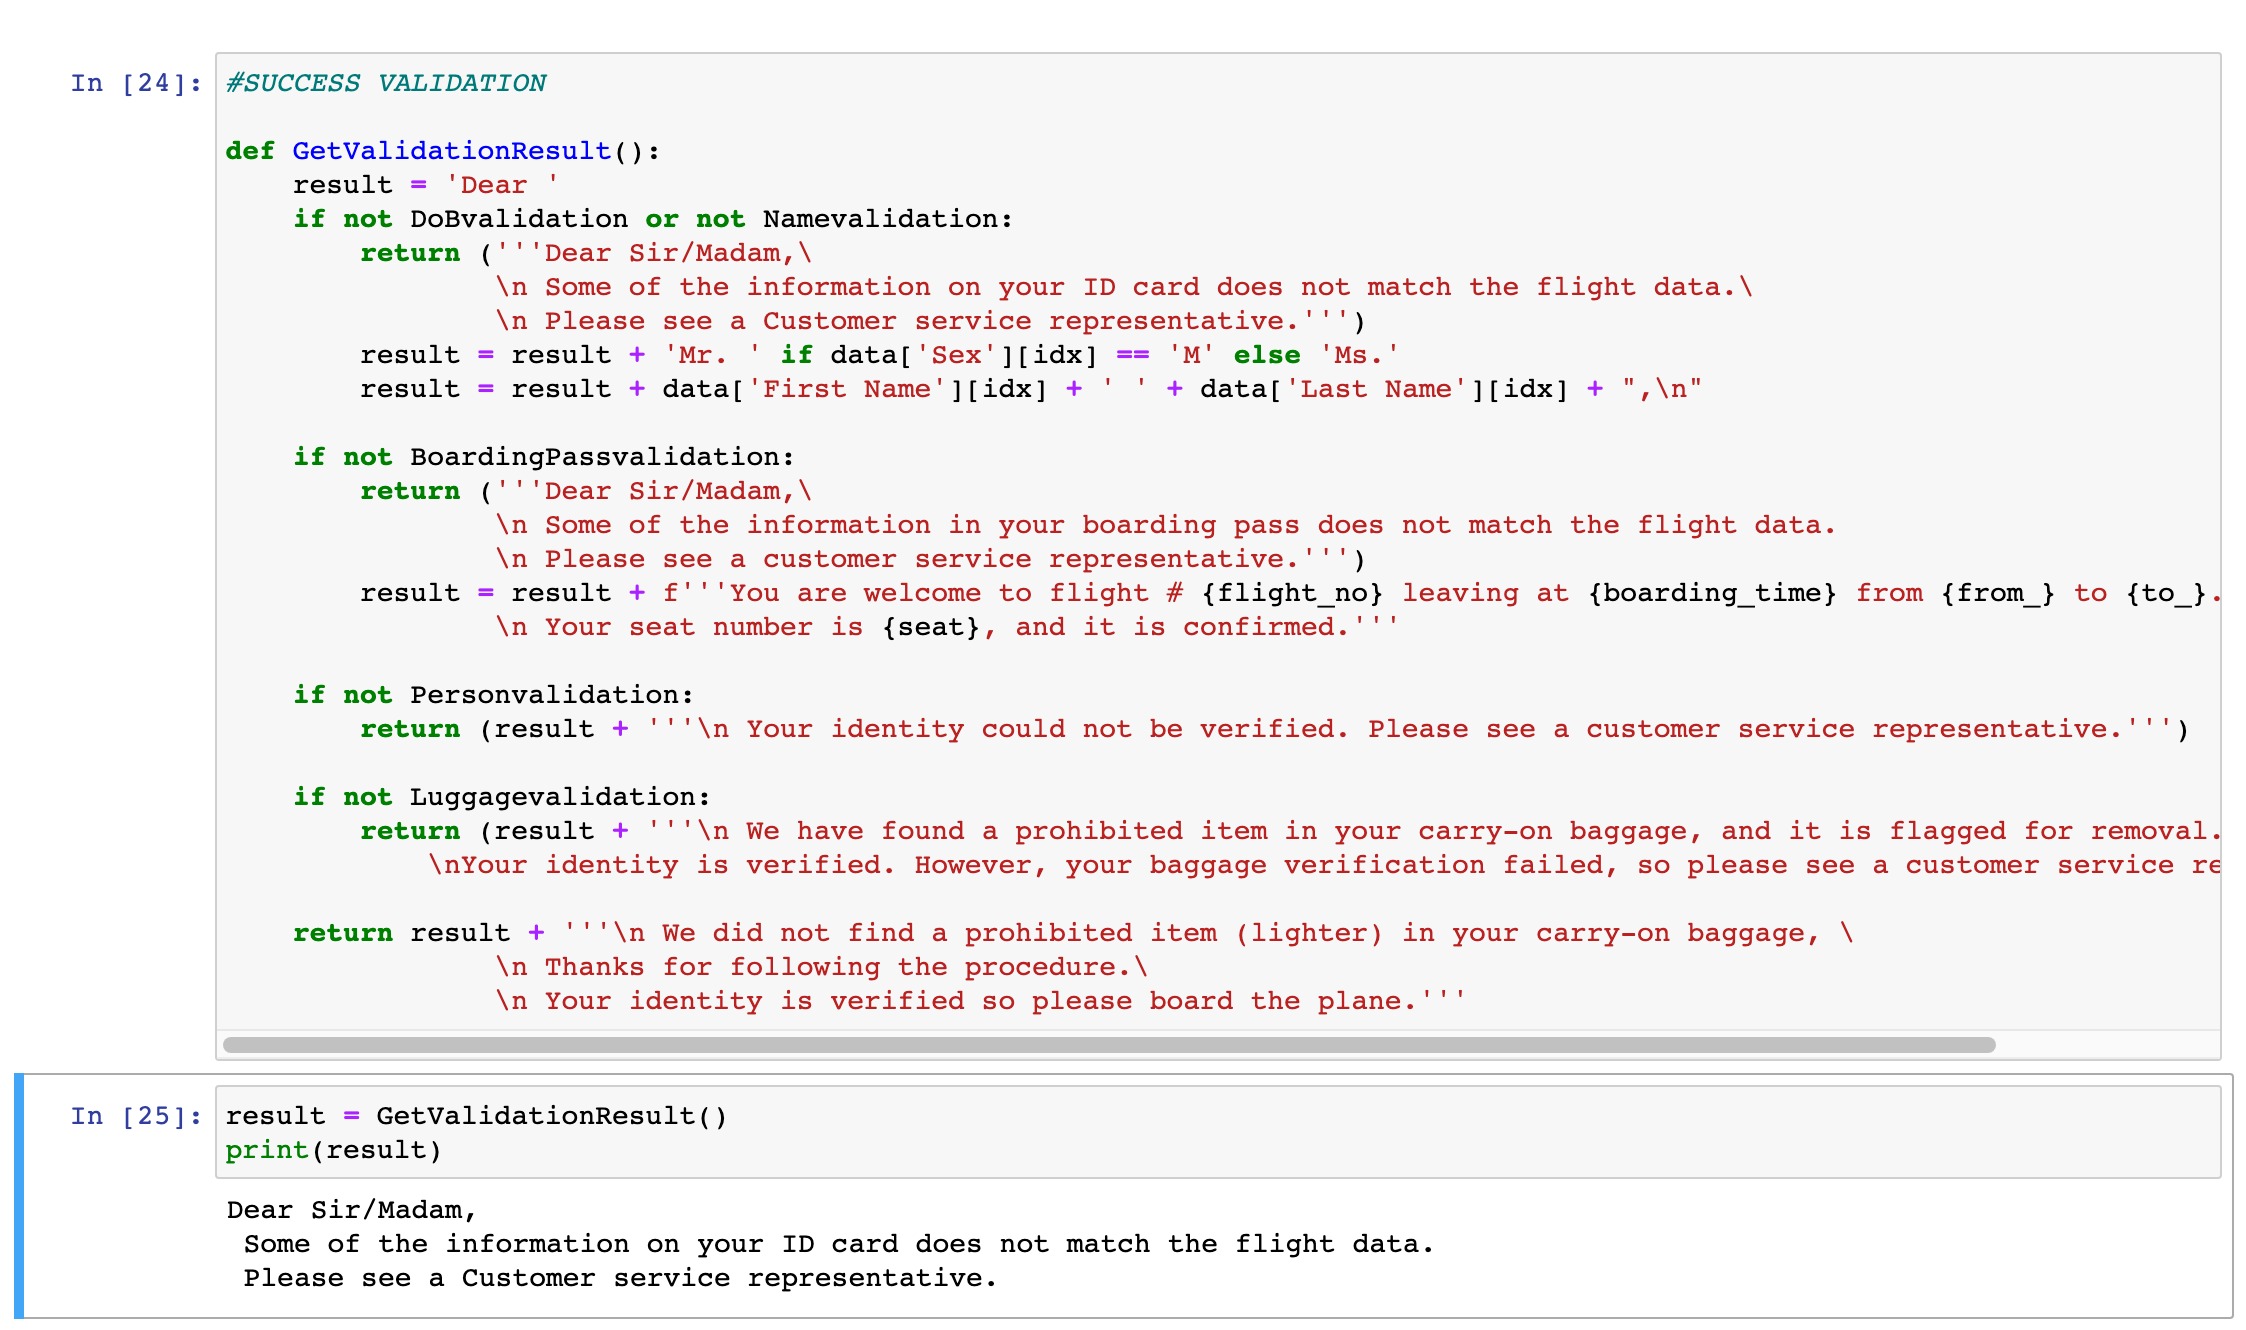 In [24]: #SUCCESS VALIDATION
def GetValidationResult():
    result = 'Dear '
    if not DoBvalidation or not Namevalidation:
        return ('''Dear Sir/Madam,\
                \n Some of the information on your ID card does not match the flight data.\
                \n Please see a Customer service representative.''')
        result = result + 'Mr. ' if data['Sex'][idx] == 'M' else 'Ms.'
        result = result + data['First Name'][idx] + ' ' + data['Last Name'][idx] + ",\n"
    if not BoardingPassvalidation:
        return ('''Dear Sir/Madam,\
                \n Some of the information in your boarding pass does not match the flight data.
                \n Please see a customer service representative.''')
        result = result + f'''You are welcome to flight # {flight_no} leaving at {boarding_time} from {from_} to {to_}.
                \n Your seat number is {seat}, and it is confirmed.'''
    if not Personvalidation:
        return (result + '''\n Your identity could not be verified. Please see a customer service representative.''')
    if not Luggagevalidation:
        return (result + '''\n We have found a prohibited item in your carry-on baggage, and it is flagged for removal.
            \nYour identity is verified. However, your baggage verification failed, so please see a customer service re
    return result + '''\n We did not find a prohibited item (lighter) in your carry-on baggage, \
                \n Thanks for following the procedure.\
                \n Your identity is verified so please board the plane.'''
In [25]: result = GetValidationResult()
print(result)
Dear Sir/Madam,
 Some of the information on your ID card does not match the flight data.
 Please see a Customer service representative.